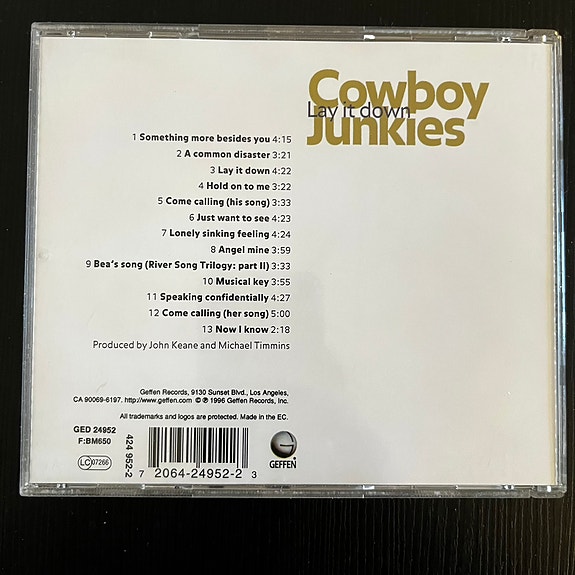 Cowboy
Lay it down
Junkies
1 Something more besides you 4:15
2 A common disaster 3:21
3 Lay it down 4:22
4 Hold on to me 3:22
5 Come calling (his song) 3:33
6 Just want to see 4:23
7 Lonely sinking feeling 4:24
8 Angel mine 3:59
9 Bea's song (River Song Trilogy: part II) 3:33
10 Musical key 3:55
11 Speaking confidentially 4:27
12 Come calling (her song) 5:00
13 Now I know 2:18
Produced by John Keane and Michael Timmins
Geffen Records, 9130 Sunset Blvd., Los Angeles,
CA 90069-6197. http://www.geffen.com © ℗ 1996 Geffen Records, Inc.
All trademarks and logos are protected. Made in the EC.
GED 24952
F:BM650
LC 07266
424 952-2
7 2064-24952-2 3
GEFFEN